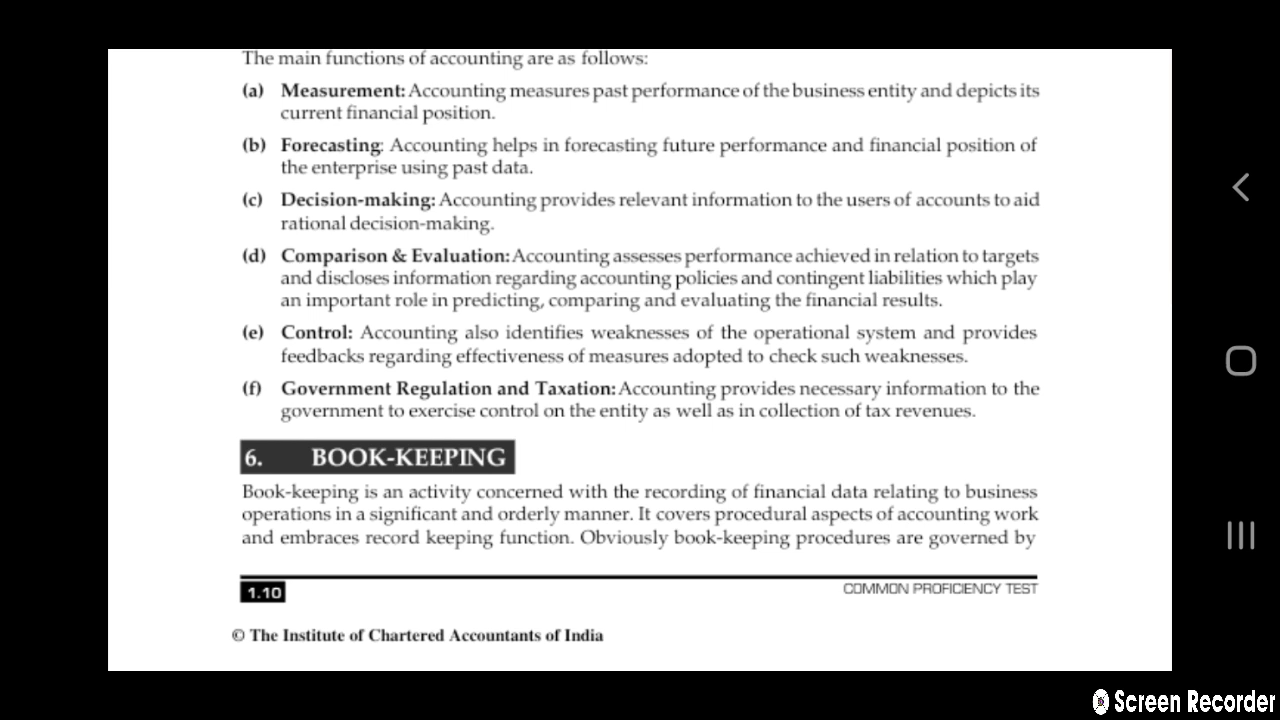 The main functions of accounting are as follows:
(a) Measurement: Accounting measures past performance of the business entity and depicts its
current financial position.
(b) Forecasting: Accounting helps in forecasting future performance and financial position of
the enterprise using past data.
(c) Decision-making: Accounting provides relevant information to the users of accounts to aid
rational decision-making.
(d) Comparison & Evaluation: Accounting assesses performance achieved in relation to targets
and discloses information regarding accounting policies and contingent liabilities which play
an important role in predicting, comparing and evaluating the financial results.
(e) Control: Accounting also identifies weaknesses of the operational system and provides
feedbacks regarding effectiveness of measures adopted to check such weaknesses.
(f) Government Regulation and Taxation: Accounting provides necessary information to the
government to exercise control on the entity as well as in collection of tax revenues.
6. BOOK-KEEPING
Book-keeping is an activity concerned with the recording of financial data relating to business
operations in a significant and orderly manner. It covers procedural aspects of accounting work
and embraces record keeping function. Obviously book-keeping procedures are governed by
1.10 COMMON PROFICIENCY TEST
© The Institute of Chartered Accountants of India
Screen Recorder